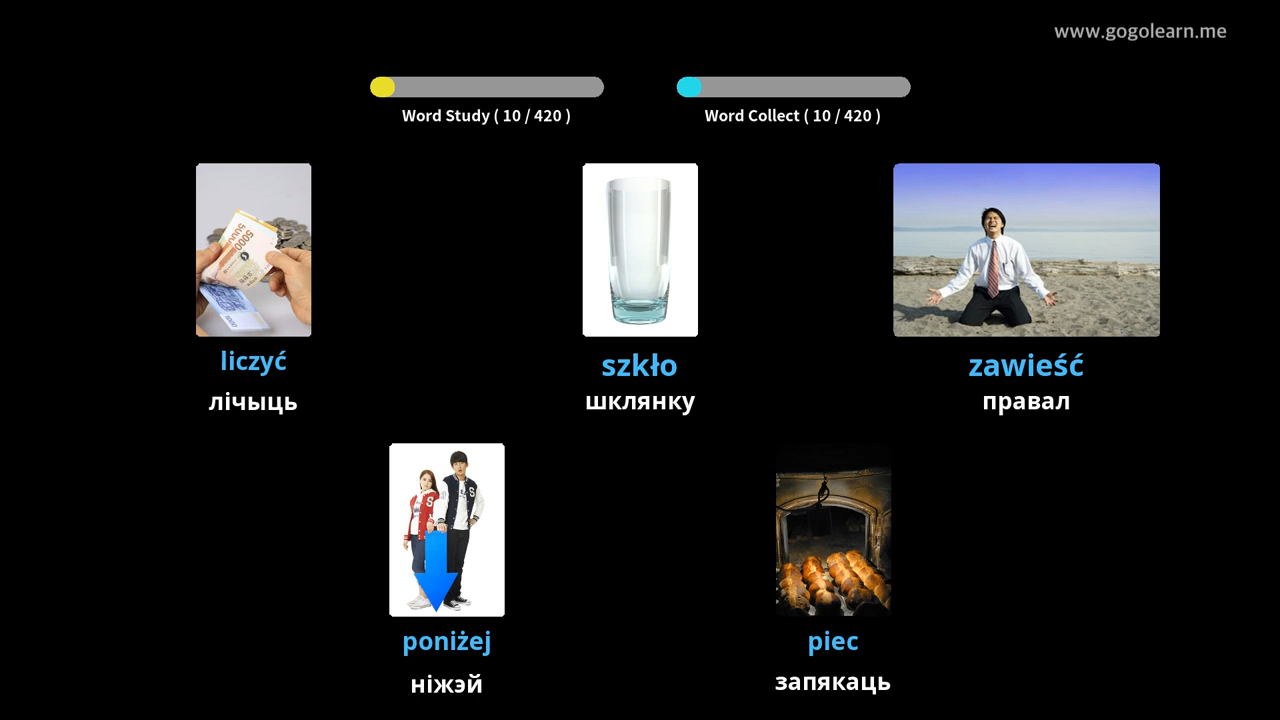 www.gogolearn.me
Word Study ( 10 / 420 )
Word Collect ( 10 / 420 )
liczyć
лічыць
szkło
шклянку
zawieść
правал
poniżej
ніжэй
piec
запякаць